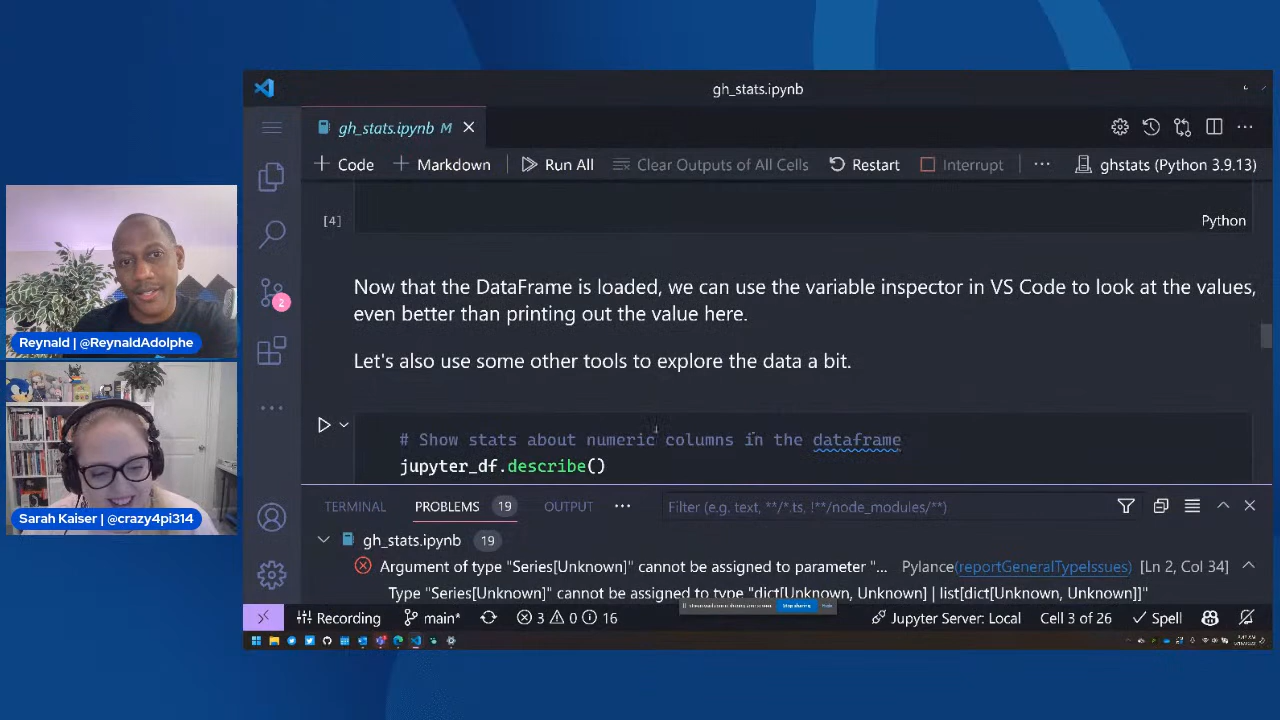 gh_stats.ipynb
gh_stats.ipynb M
+ Code + Markdown Run All Clear Outputs of All Cells Restart Interrupt ... ghstats (Python 3.9.13)
[4] Python
Now that the DataFrame is loaded, we can use the variable inspector in VS Code to look at the values,
even better than printing out the value here.
Let's also use some other tools to explore the data a bit.
# Show stats about numeric columns in the dataframe
jupyter_df.describe()
2
Reynald | @ReynaldAdolphe
Sarah Kaiser | @crazy4pi314
TERMINAL PROBLEMS 19 OUTPUT ... Filter (e.g. text, **/*.ts, !**/node_modules/**)
gh_stats.ipynb 19
Argument of type "Series[Unknown]" cannot be assigned to parameter "... Pylance(reportGeneralTypeIssues) [Ln 2, Col 34]
Type "Series[Unknown]" cannot be assigned to type "dict[Unknown, Unknown] | list[dict[Unknown, Unknown]]"
Stop sharing Hide
Recording main* 3 0 16 Jupyter Server: Local Cell 3 of 26 Spell